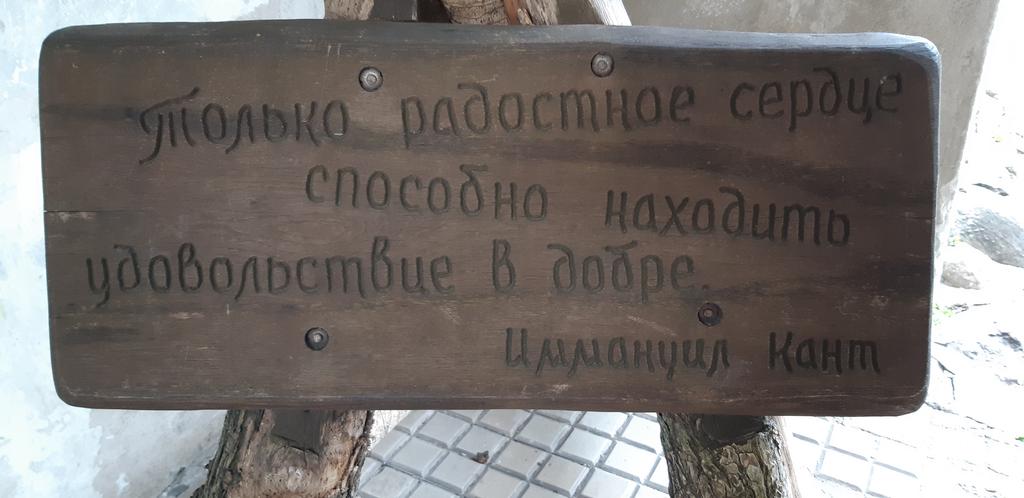 Только радостное сердце
способно находить
удовольствие в добре.
Иммануил Кант